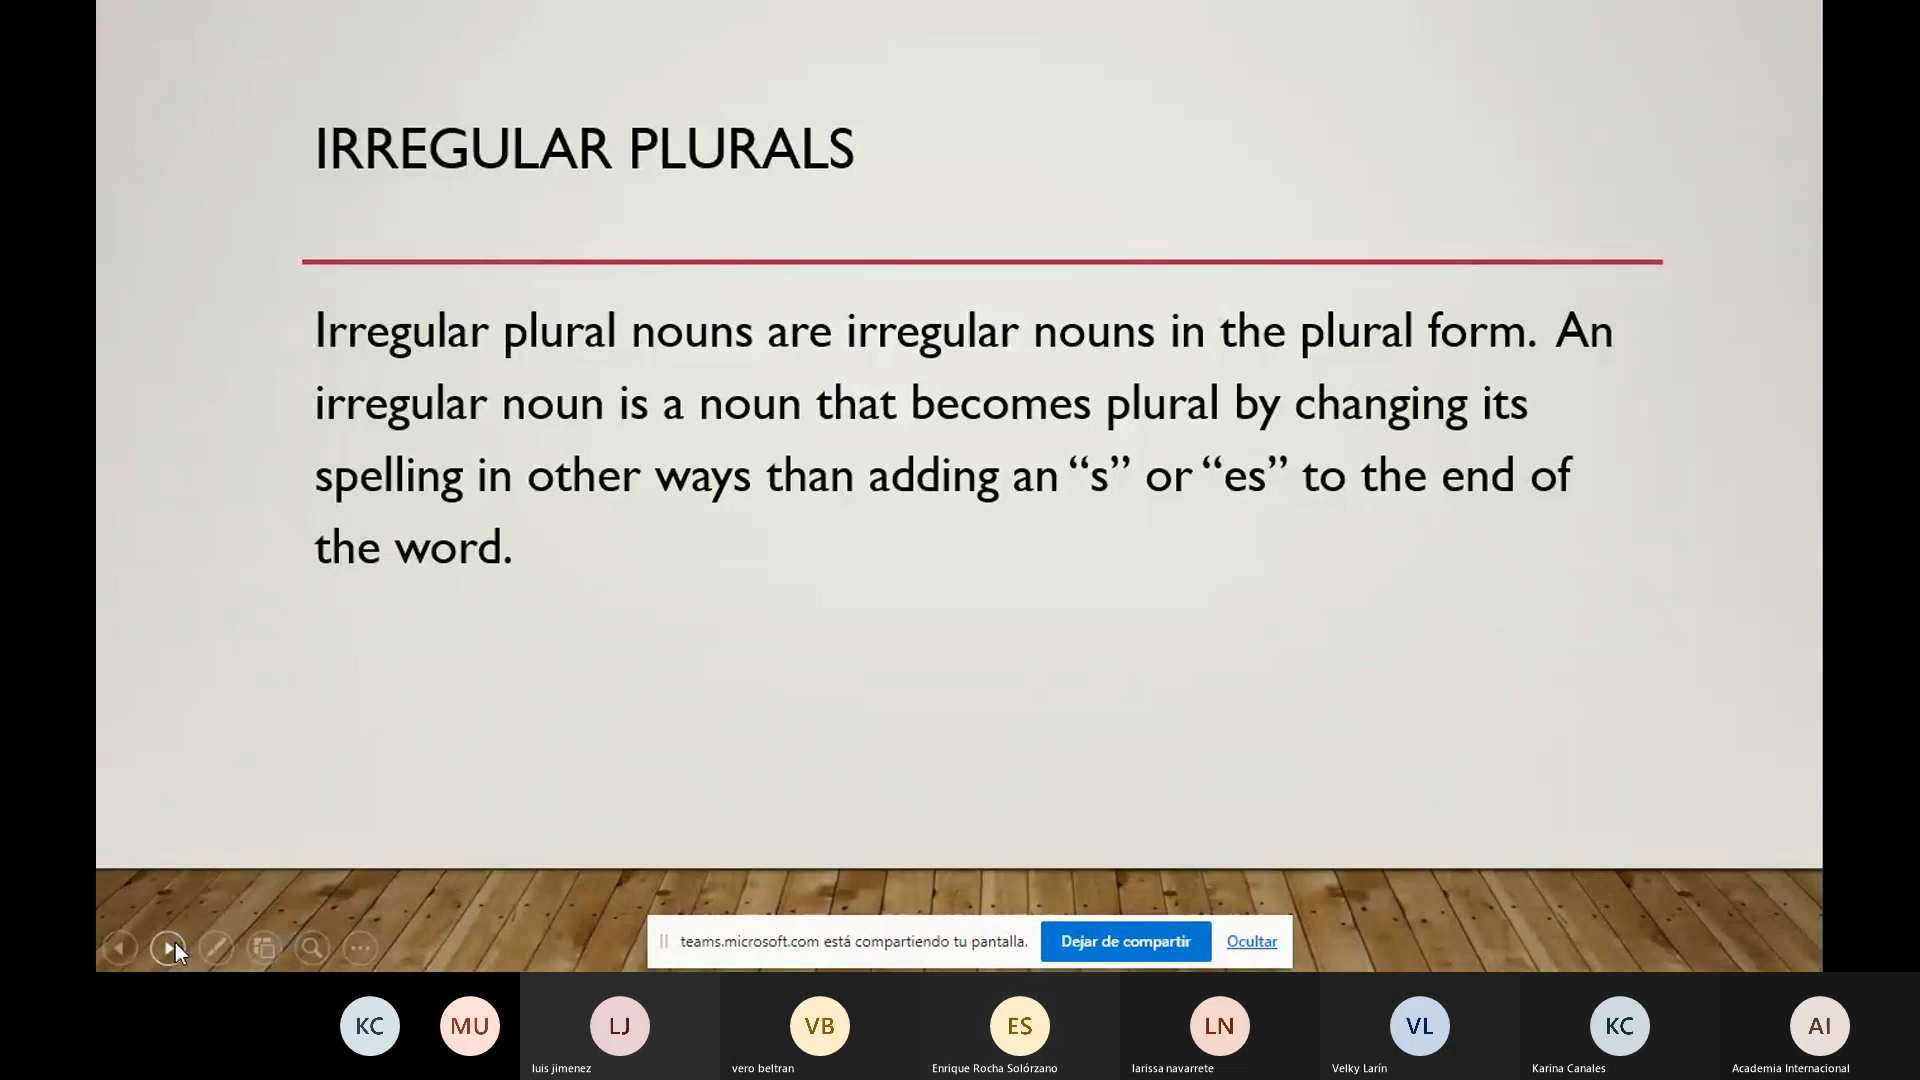 IRREGULAR PLURALS
Irregular plural nouns are irregular nouns in the plural form. An
irregular noun is a noun that becomes plural by changing its
spelling in other ways than adding an “s” or “es” to the end of
the word.
teams.microsoft.com está compartiendo tu pantalla.
Dejar de compartir
Ocultar
KC
MU
LJ
VB
ES
LN
VL
KC
AI
luis jimenez
vero beltran
Enrique Rocha Solórzano
larissa navarrete
Velky Larín
Karina Canales
Academia Internacional